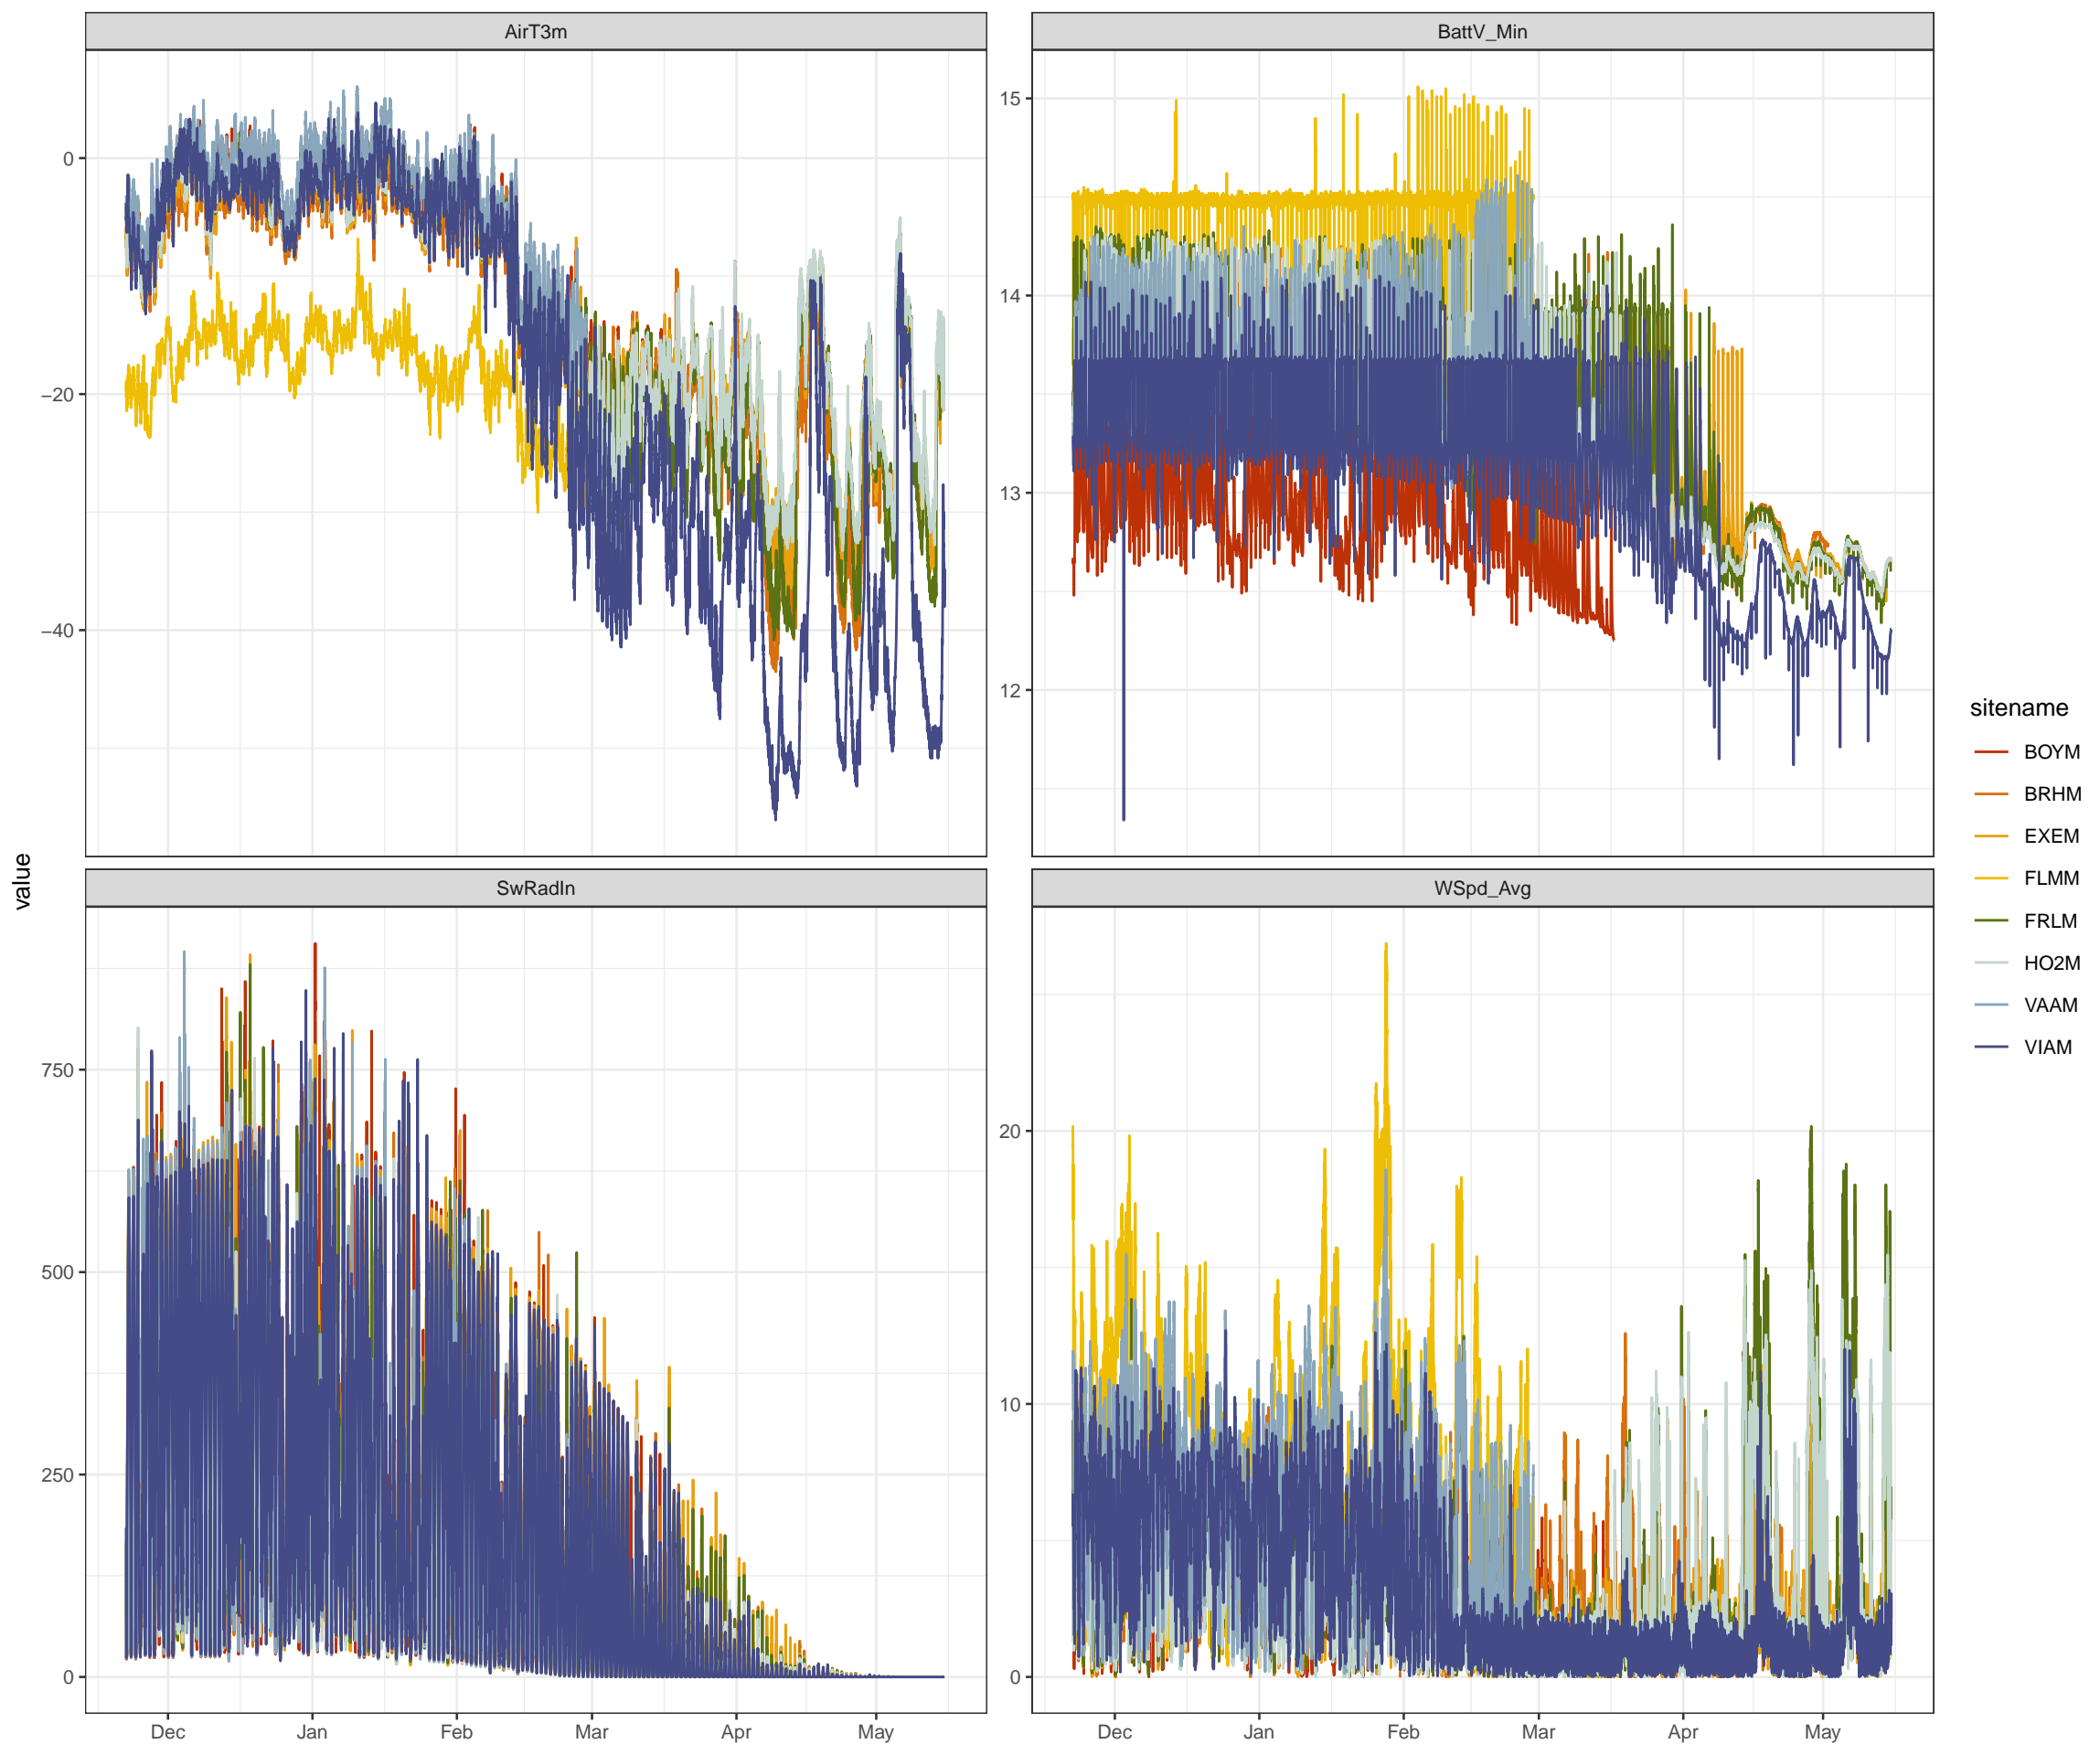 AirT3m
BattV_Min
0
−20
−40
15
14
13
12
SwRadIn
WSpd_Avg
750
500
250
0
20
10
0
Dec Jan Feb Mar Apr May
Dec Jan Feb Mar Apr May
value
sitename
BOYM
BRHM
EXEM
FLMM
FRLM
HO2M
VAAM
VIAM